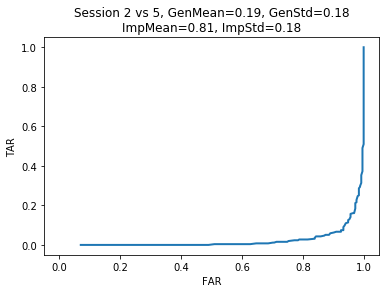 Session 2 vs 5, GenMean=0.19, GenStd=0.18
ImpMean=0.81, ImpStd=0.18
1.0
0.8
0.6
0.4
0.2
0.0
TAR
0.0 0.2 0.4 0.6 0.8 1.0
FAR